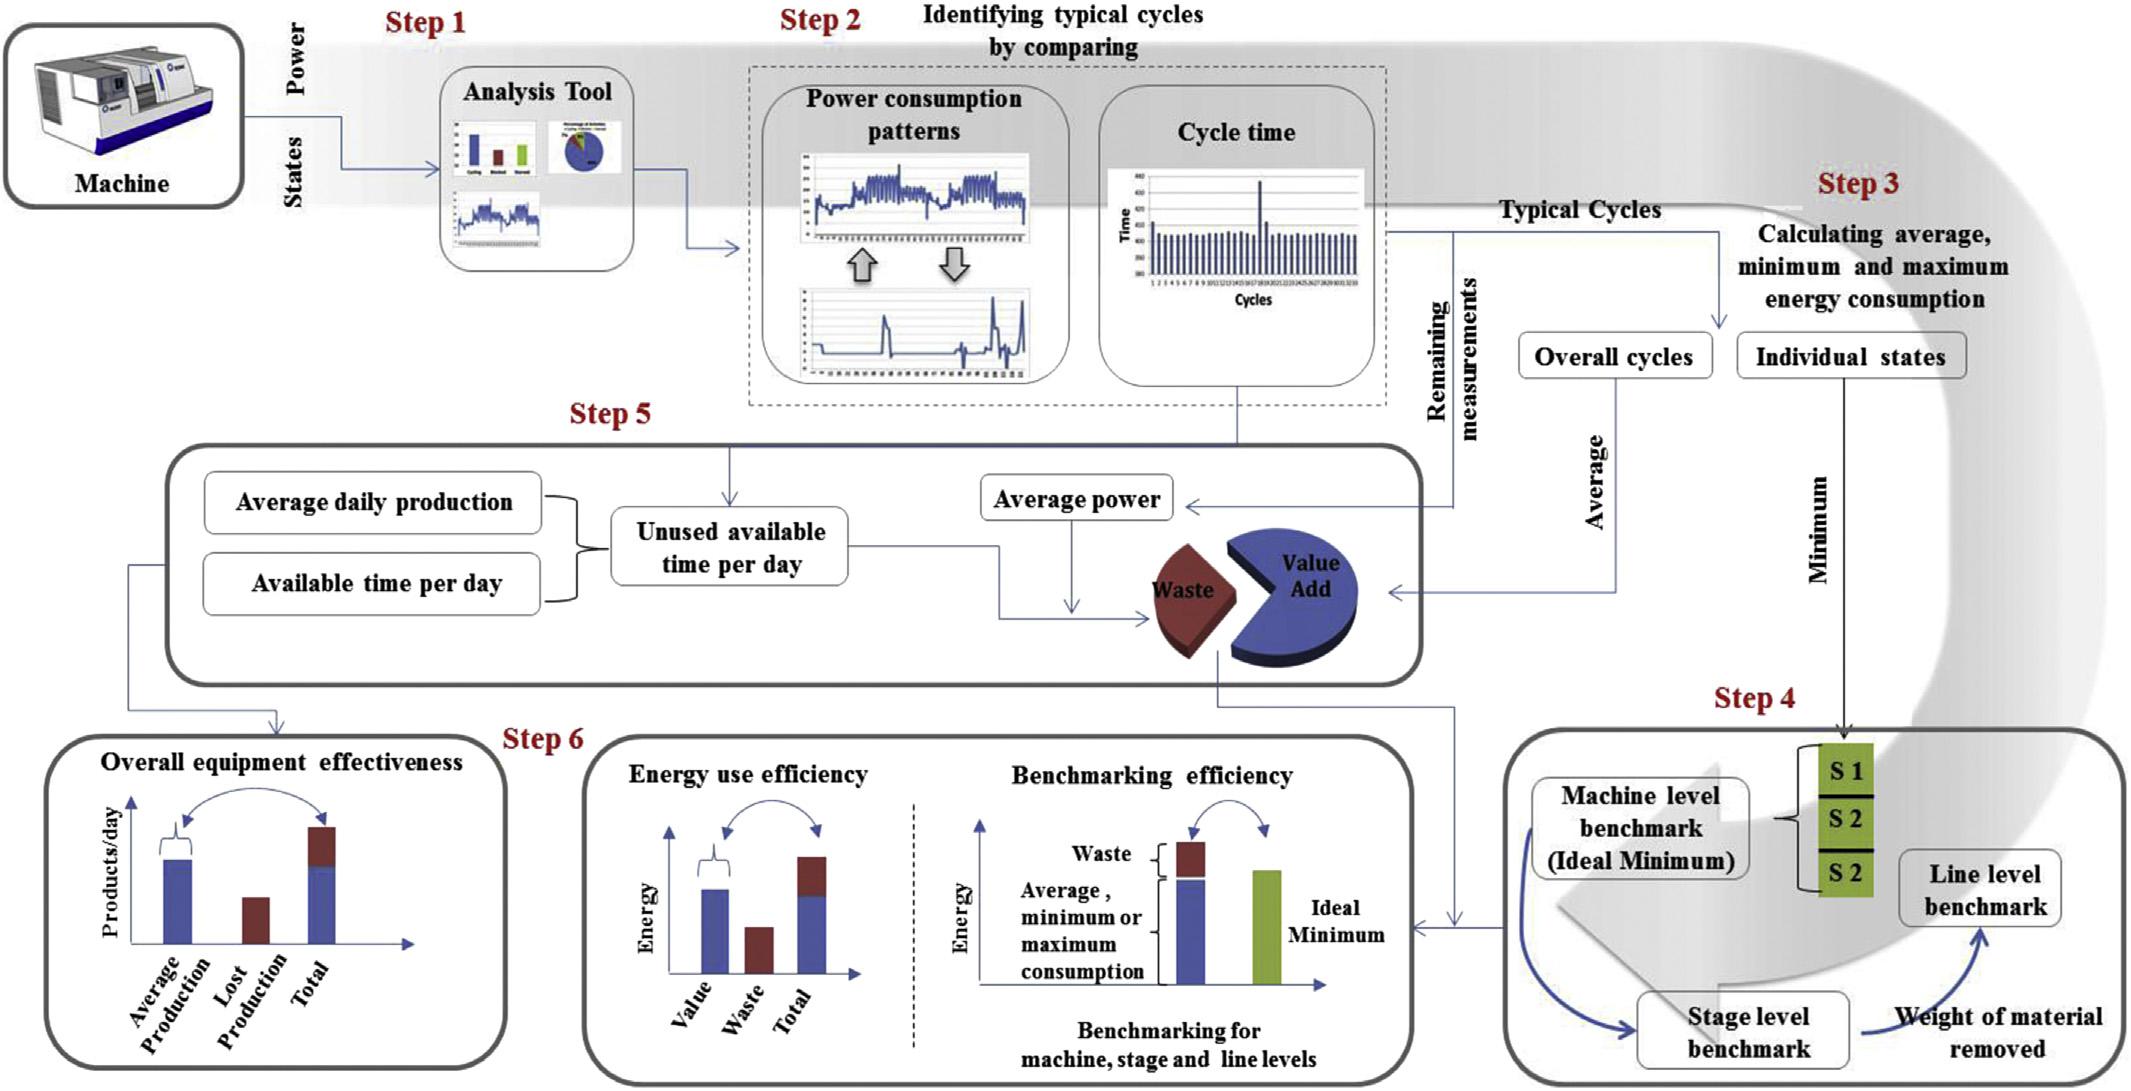 Step 1
Step 2
Identifying typical cycles
by comparing
Power
States
Machine
Analysis Tool
Power consumption
patterns
Cycle time
Time
Cycles
Typical Cycles
Step 3
Calculating average,
minimum and maximum
energy consumption
Remaining
measurements
Overall cycles
Individual states
Average
Minimum
Step 5
Average daily production
Available time per day
Unused available
time per day
Average power
Waste
Value
Add
Step 4
Machine level
benchmark
(Ideal Minimum)
S 1
S 2
S 2
Line level
benchmark
Stage level
benchmark
Weight of material
removed
Step 6
Overall equipment effectiveness
Products/day
Average
Production
Lost
Production
Total
Energy use efficiency
Energy
Value
Waste
Total
Benchmarking efficiency
Energy
Waste
Average ,
minimum or
maximum
consumption
Ideal
Minimum
Benchmarking for
machine, stage and line levels